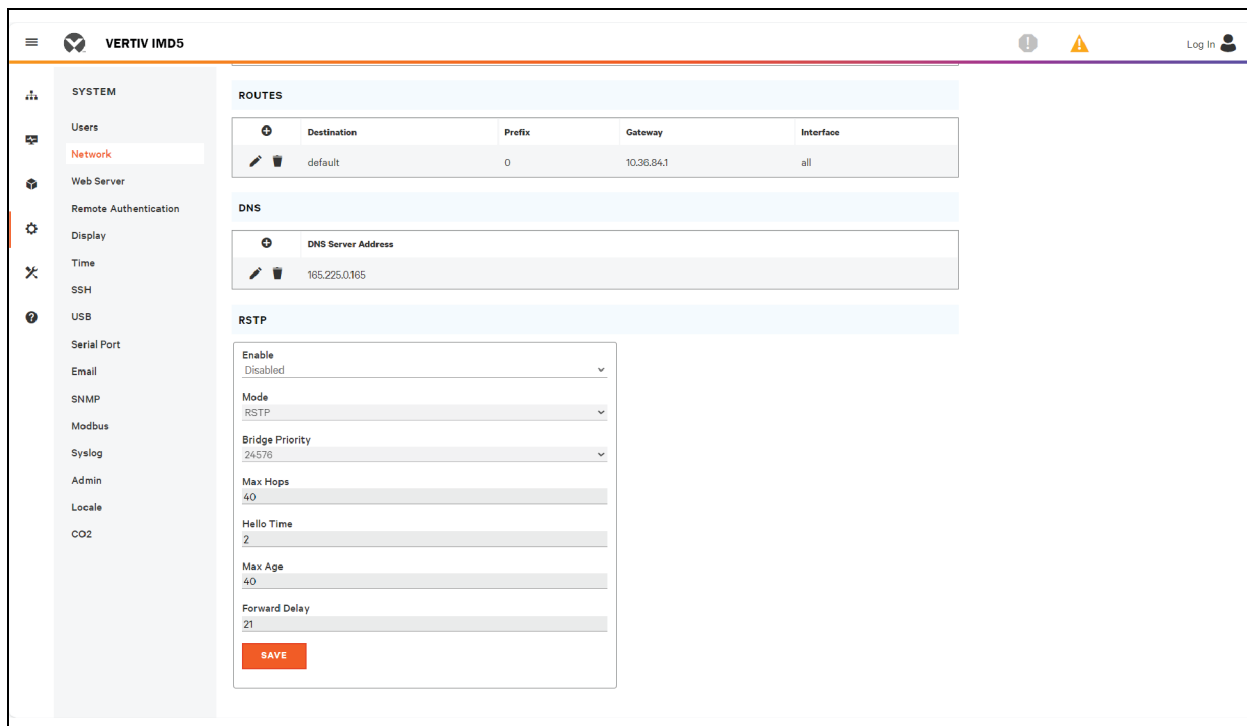 VERTIV IMD5
Log In
SYSTEM
Users
Network
Web Server
Remote Authentication
Display
Time
SSH
USB
Serial Port
Email
SNMP
Modbus
Syslog
Admin
Locale
CO2
ROUTES
Destination Prefix Gateway Interface
default 0 10.36.84.1 all
DNS
DNS Server Address
165.225.0.165
RSTP
Enable
Disabled
Mode
RSTP
Bridge Priority
24576
Max Hops
40
Hello Time
2
Max Age
40
Forward Delay
21
SAVE